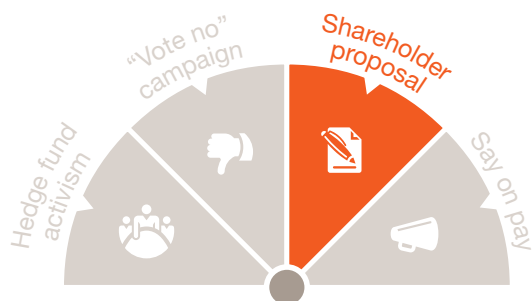 Hedge fund
activism
“Vote no”
campaign
Shareholder
proposal
Say on pay